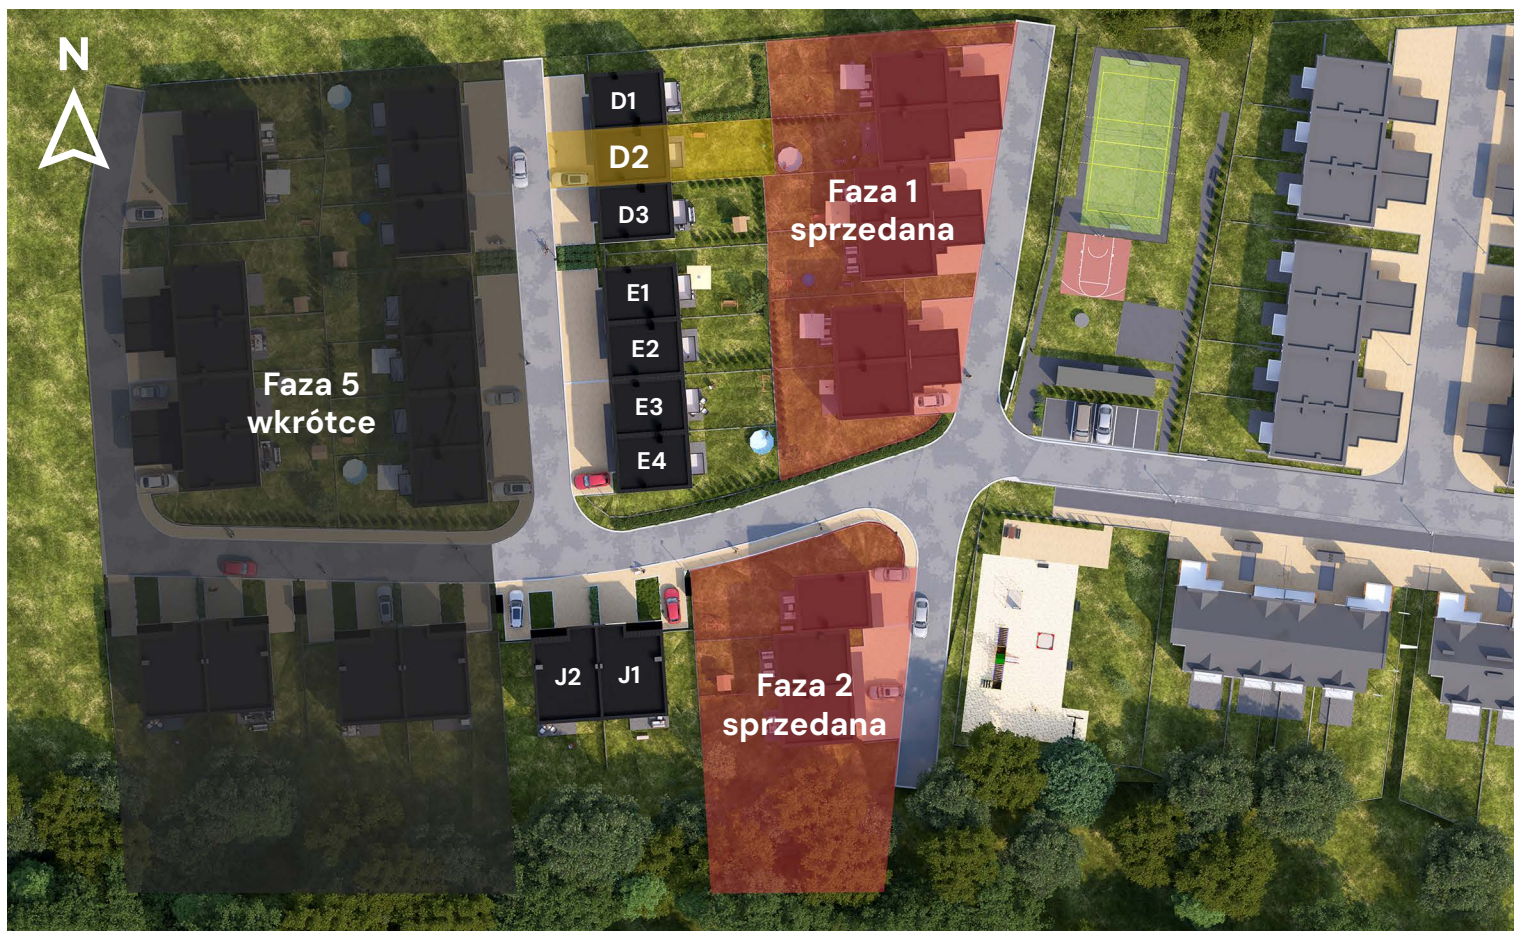 N
D1
D2
D3
Faza 1
sprzedana
E1
E2
E3
E4
Faza 5
wkrótce
J2
J1
Faza 2
sprzedana